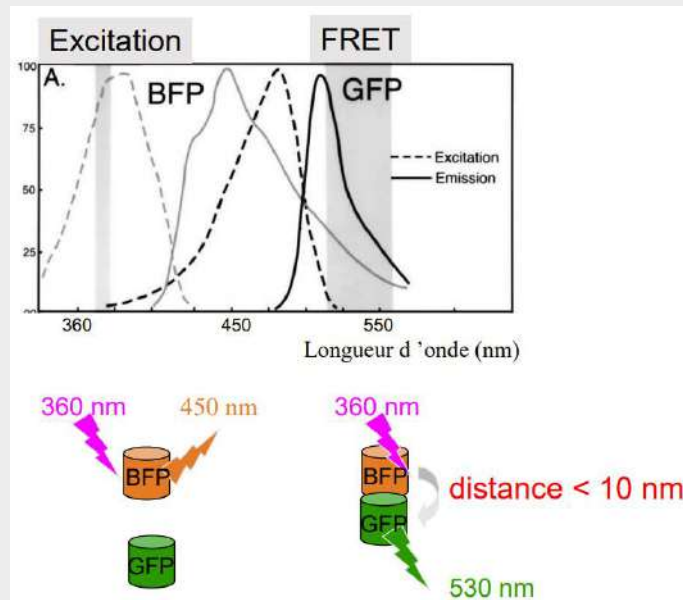 Excitation FRET
100 A. BFP GFP
75
Excitation
50 Emission
25
00
360 450 550
Longueur d 'onde (nm)
360 nm 450 nm 360 nm
BFP BFP
distance < 10 nm
GFP GFP
530 nm